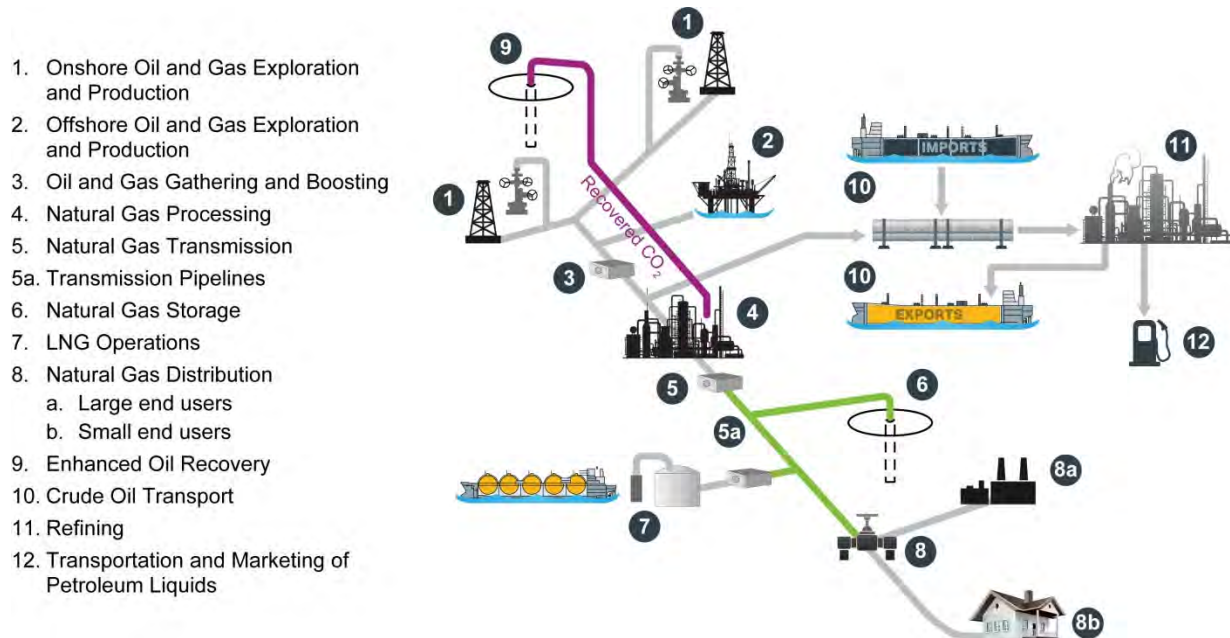 1. Onshore Oil and Gas Exploration
and Production
2. Offshore Oil and Gas Exploration
and Production
3. Oil and Gas Gathering and Boosting
4. Natural Gas Processing
5. Natural Gas Transmission
5a. Transmission Pipelines
6. Natural Gas Storage
7. LNG Operations
8. Natural Gas Distribution
a. Large end users
b. Small end users
9. Enhanced Oil Recovery
10. Crude Oil Transport
11. Refining
12. Transportation and Marketing of
Petroleum Liquids
1
9
2
IMPORTS
11
10
1
Recovered CO₂
3
10
EXPORTS
4
12
5
6
5a
8a
7
8
8b